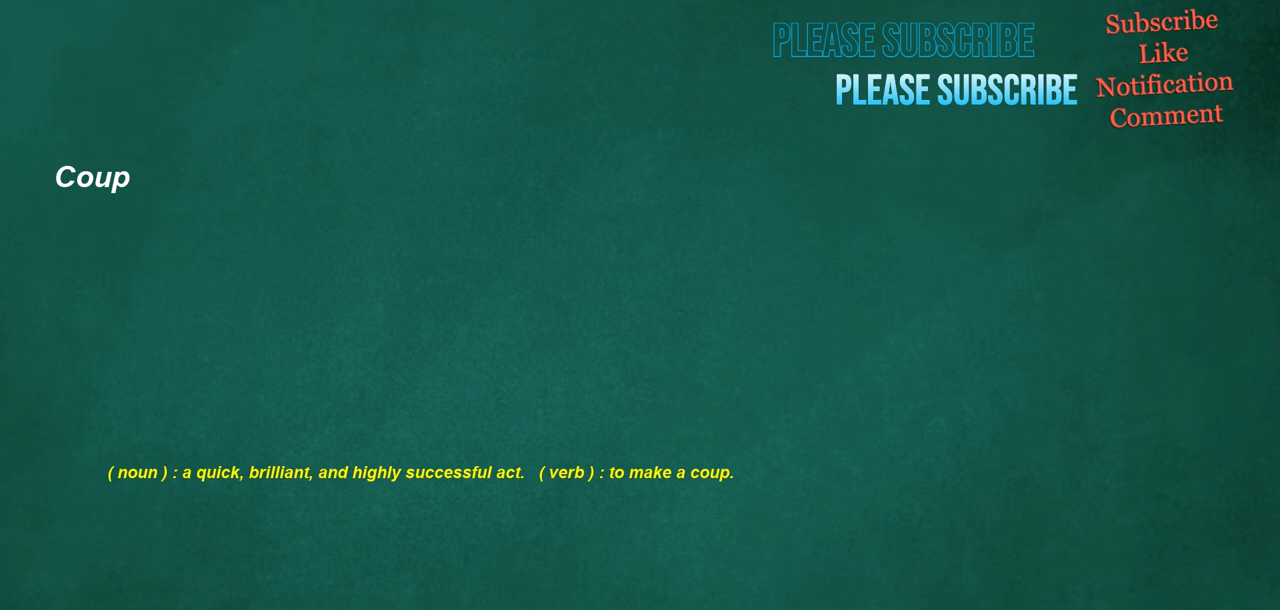 PLEASE SUBSCRIBE
PLEASE SUBSCRIBE
Subscribe
Like
Notification
Comment
Coup
( noun ) : a quick, brilliant, and highly successful act.   ( verb ) : to make a coup.